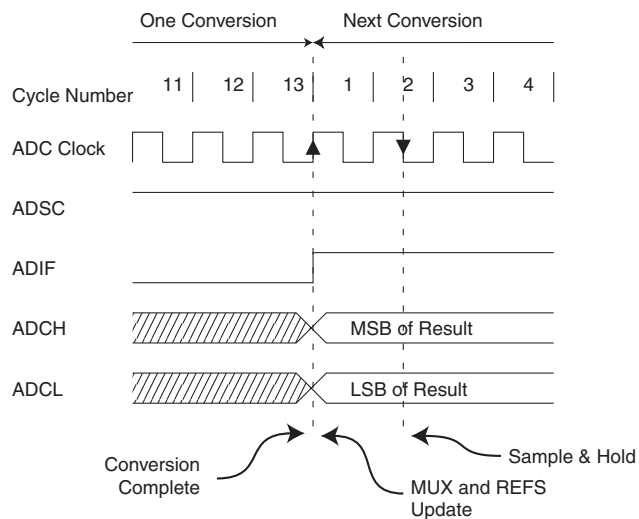 One Conversion Next Conversion
Cycle Number 11 12 13 1 2 3 4
ADC Clock
ADSC
ADIF
ADCH MSB of Result
ADCL LSB of Result
Conversion
Complete
MUX and REFS
Update
Sample & Hold